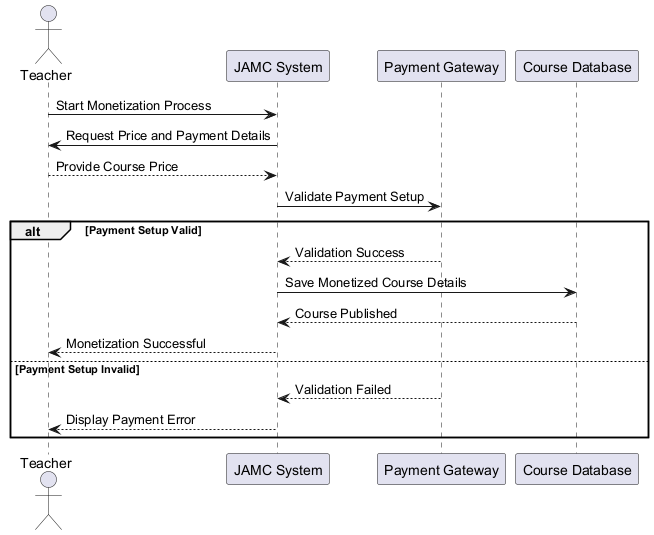 Teacher
JAMC System
Payment Gateway
Course Database
Start Monetization Process
Request Price and Payment Details
Provide Course Price
Validate Payment Setup
alt
[Payment Setup Valid]
Validation Success
Save Monetized Course Details
Course Published
Monetization Successful
[Payment Setup Invalid]
Validation Failed
Display Payment Error
Teacher
JAMC System
Payment Gateway
Course Database